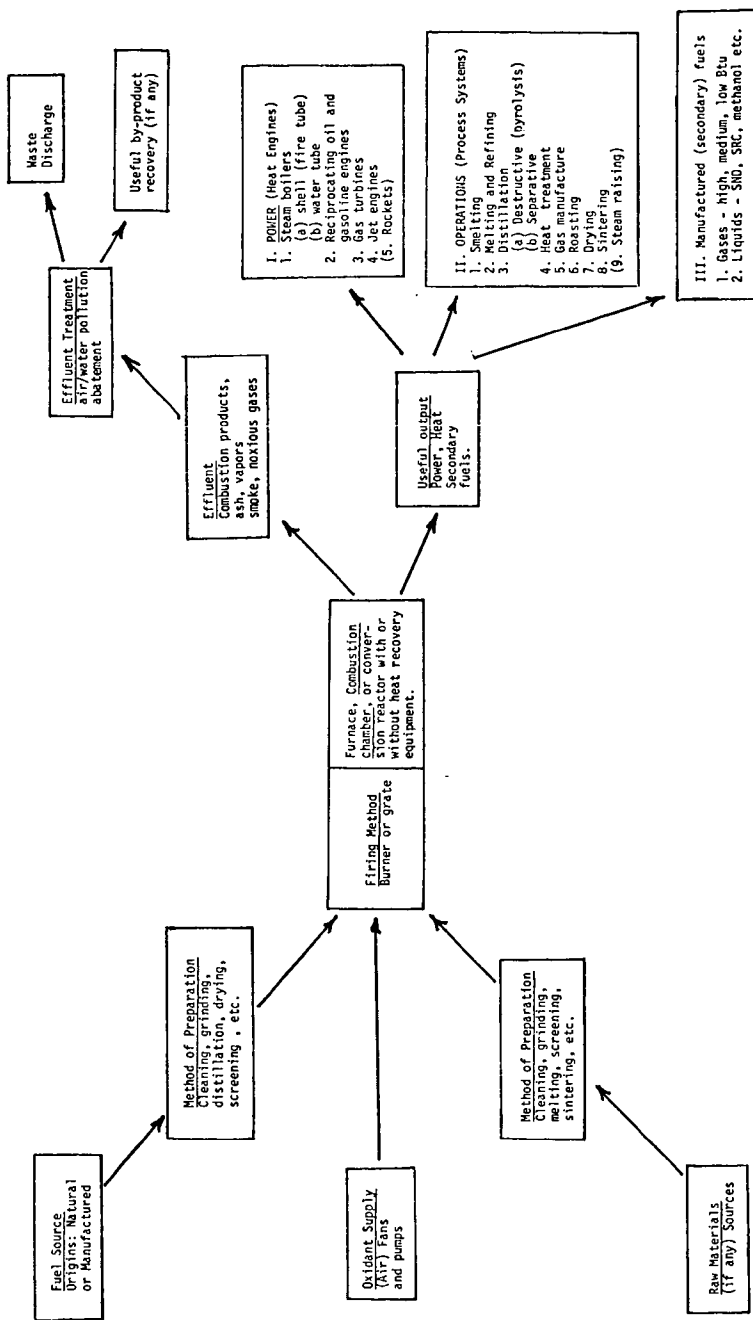 Fuel Source
Origins: Natural
or Manufactured
Method of Preparation
Cleaning, grinding,
distillation, drying,
screening , etc.
Oxidant Supply
(Air) Fans
and pumps
Raw Materials
(if any) Sources
Method of Preparation
Cleaning, grinding,
melting, screening,
sintering, etc.
Firing Method
Burner or grate
Furnace, Combustion
chamber, or conver-
sion reactor with or
without heat recovery
equipment.
Effluent
Combustion products,
ash, vapors
smoke, noxious gases
Effluent Treatment
air/water pollution
abatement
Waste
Discharge
Useful by-product
recovery (if any)
Useful output
Power, Heat
Secondary
fuels.
I. POWER (Heat Engines)
1. Steam boilers
(a) shell (fire tube)
(b) water tube
2. Reciprocating oil and
gasoline engines
3. Gas turbines
4. Jet engines
(5. Rockets)
II. OPERATIONS (Process Systems)
1. Smelting
2. Melting and Refining
3. Distillation
(a) Destructive (pyrolysis)
(b) Separative
4. Heat treatment
5. Gas manufacture
6. Roasting
7. Drying
8. Sintering
(9. Steam raising)
III. Manufactured (secondary) fuels
1. Gases - high, medium, low Btu
2. Liquids - SND, SRC, methanol etc.